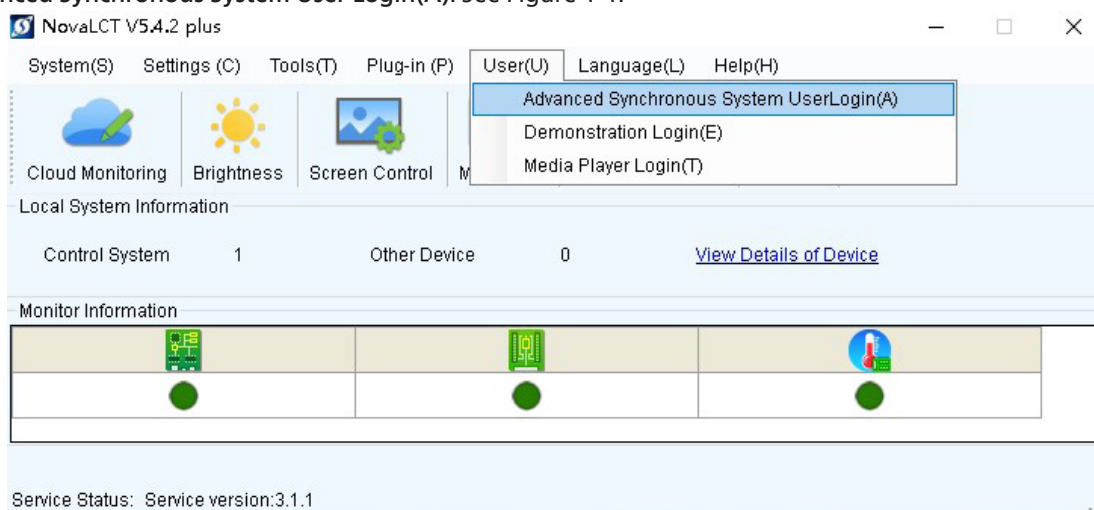 NovaLCT V5.4.2 plus
System(S) Settings (C) Tools(T) Plug-in (P) User(U) Language(L) Help(H)
Advanced Synchronous System UserLogin(A)
Demonstration Login(E)
Media Player Login(T)
Cloud Monitoring Brightness Screen Control
Local System Information
Control System 1 Other Device 0 View Details of Device
Monitor Information
Service Status: Service version:3.1.1